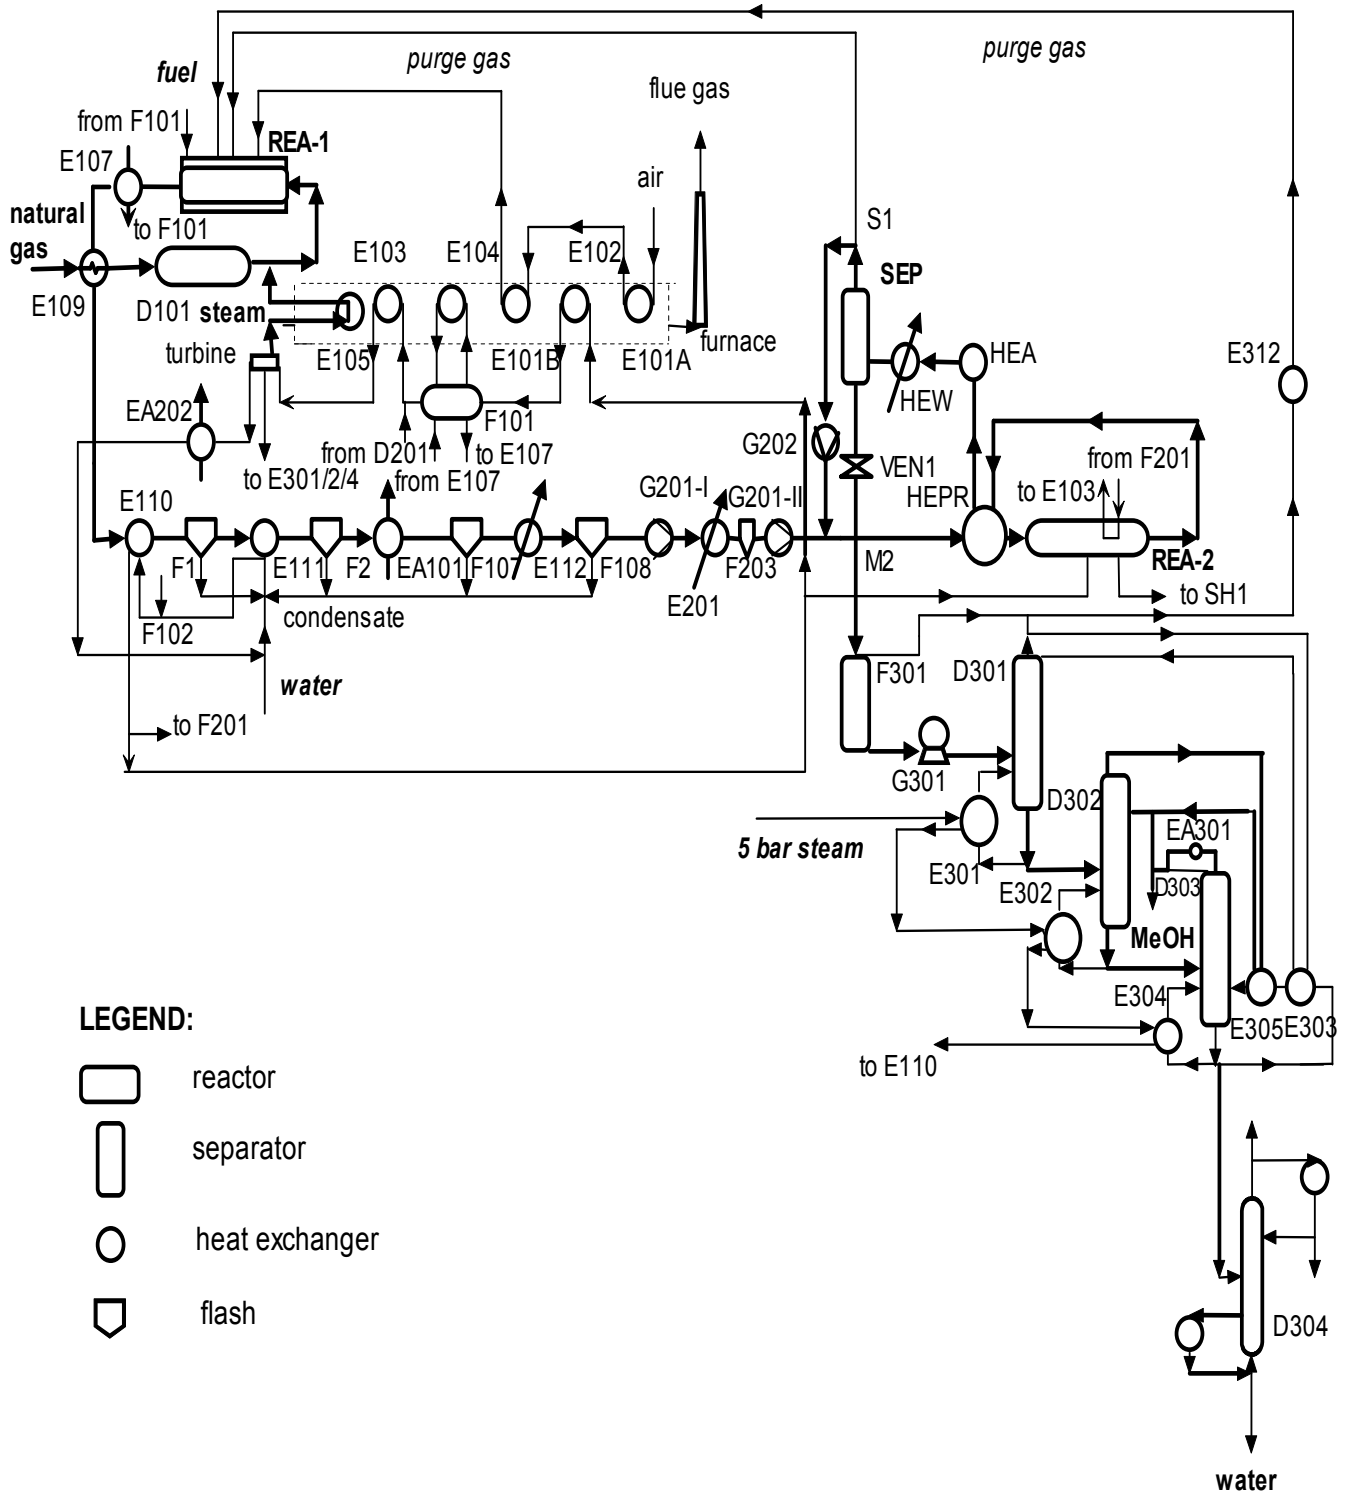 purge gas
purge gas
fuel
flue gas
from F101
REA-1
E107
air
natural
gas
to F101
S1
E103
E104
E102
SEP
E109
D101
steam
furnace
turbine
E105
E101B
E101A
HEA
E312
EA202
F101
HEW
from D201
to E107
G202
VEN1
from F201
to E301/2/4
from E107
G201-I
G201-II
HEPR
to E103
E110
F1
E111
F2
EA101
F107
E112
F108
F203
M2
REA-2
E201
to SH1
F102
condensate
F301
D301
water
to F201
G301
D302
5 bar steam
EA301
E301
E302
D303
MeOH
E304
E305
E303
LEGEND:
to E110
reactor
separator
heat exchanger
flash
D304
water